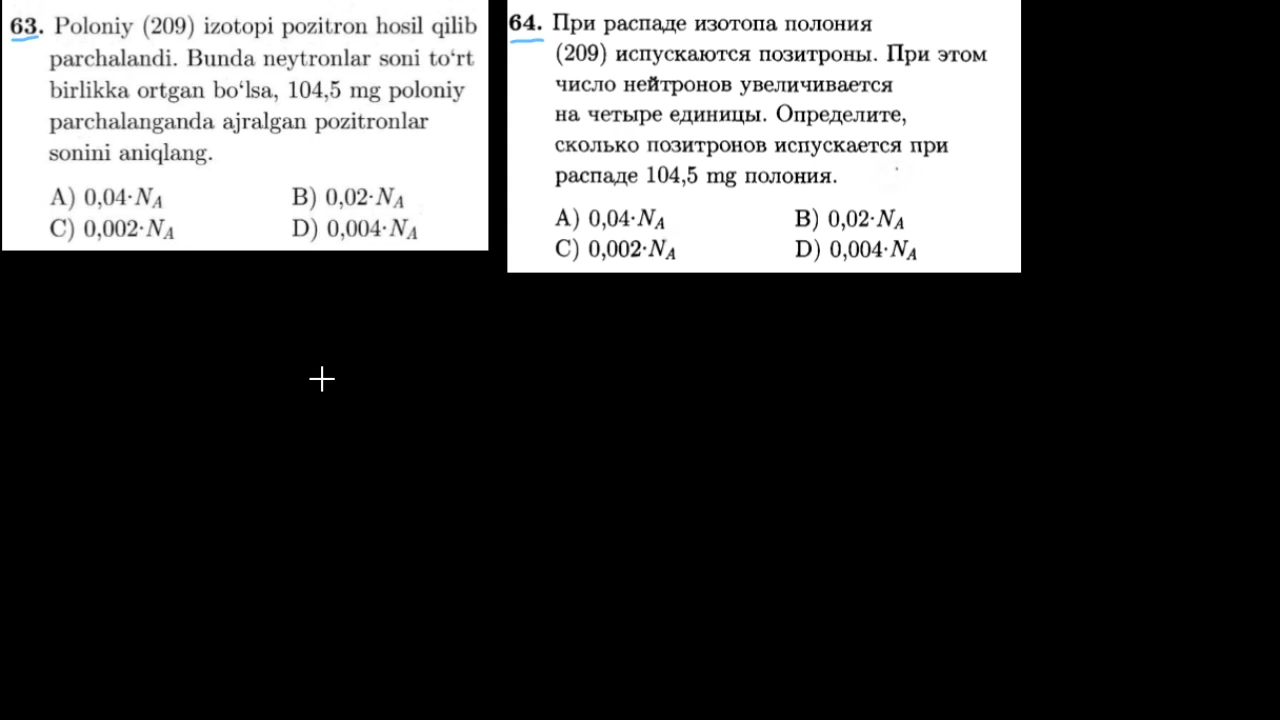 63. Poloniy (209) izotopi pozitron hosil qilib
parchalandi. Bunda neytronlar soni to‘rt
birlikka ortgan bo‘lsa, 104,5 mg poloniy
parchalanganda ajralgan pozitronlar
sonini aniqlang.
A) 0,04·N_A B) 0,02·N_A
C) 0,002·N_A D) 0,004·N_A
64. При распаде изотопа полония
(209) испускаются позитроны. При этом
число нейтронов увеличивается
на четыре единицы. Определите,
сколько позитронов испускается при
распаде 104,5 mg полония.
A) 0,04·N_A B) 0,02·N_A
C) 0,002·N_A D) 0,004·N_A